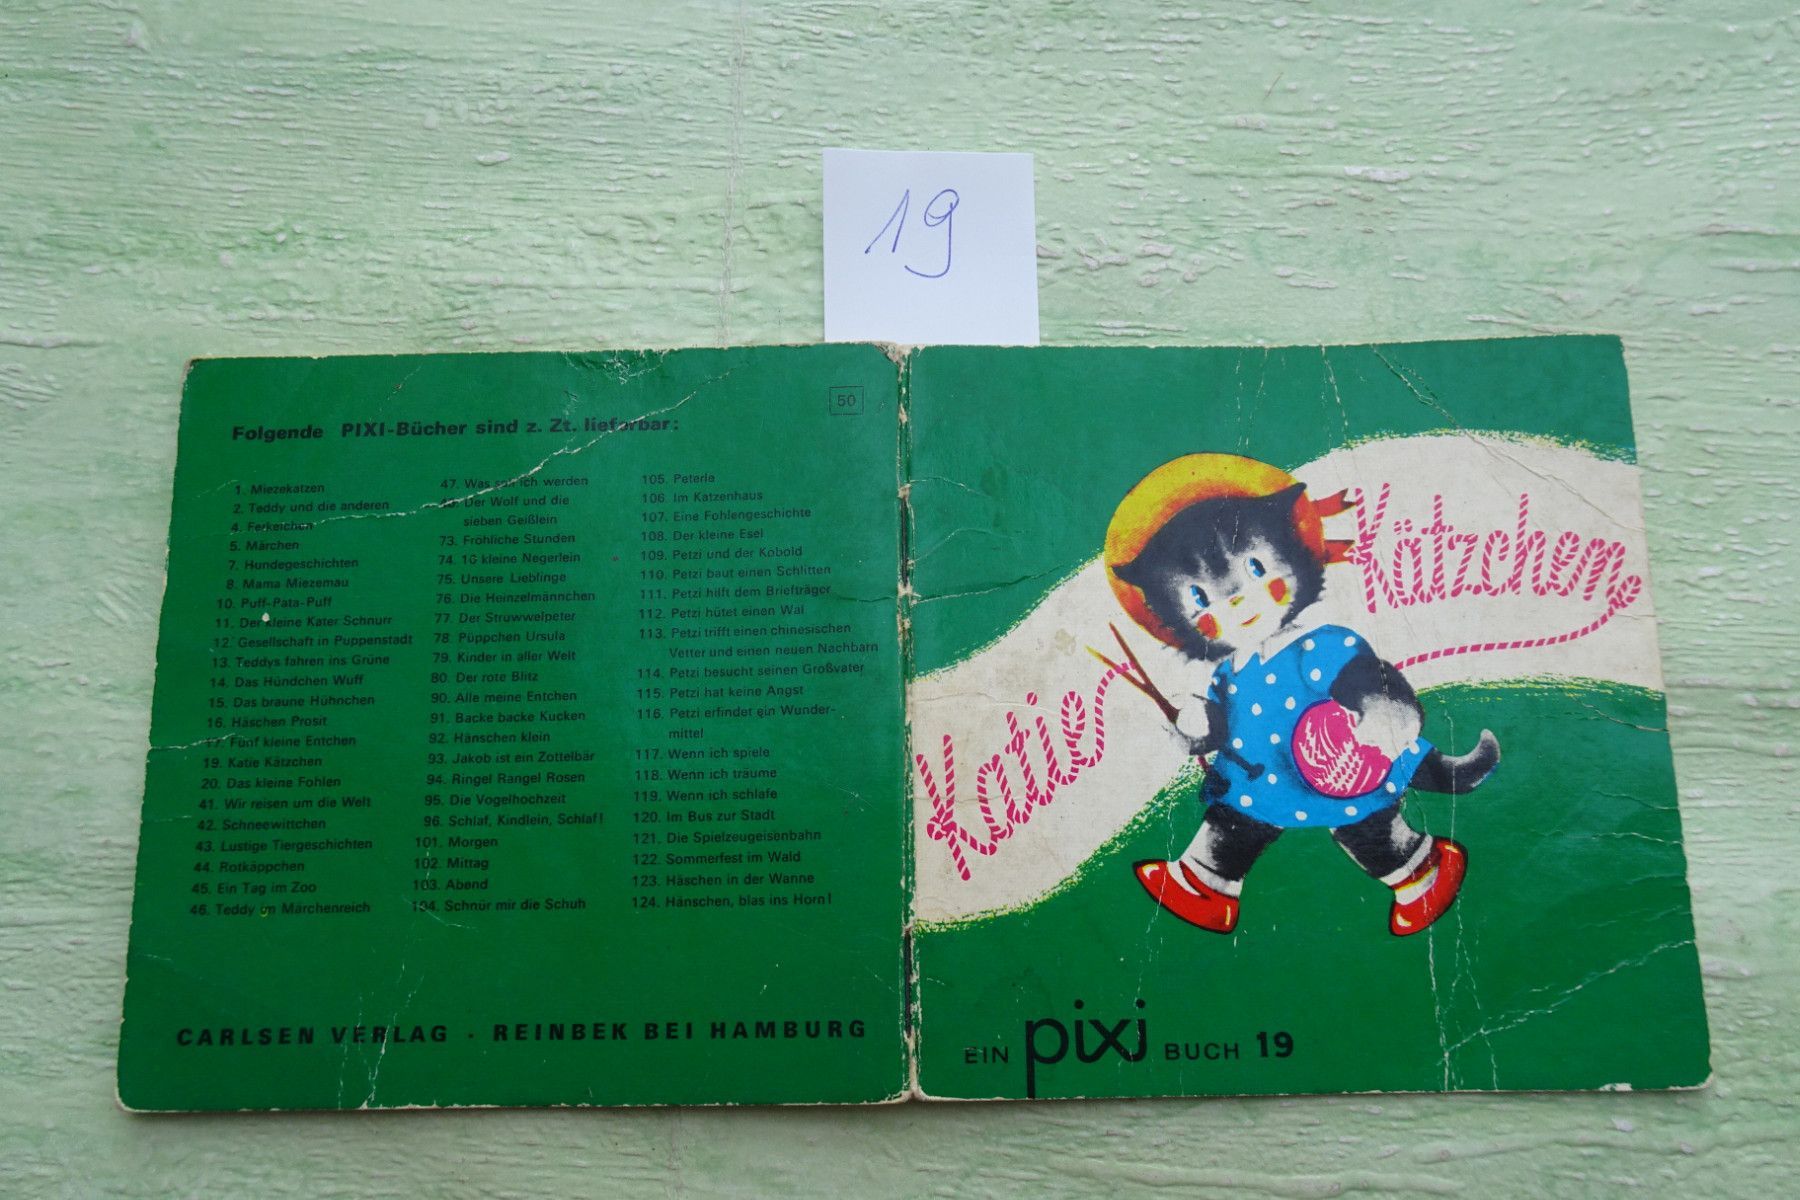 19
50
Folgende PIXI-Bücher sind z. Zt. lieferbar:
1. Miezekatzen
2. Teddy und die anderen
4. Ferkelchen
5. Märchen
7. Hundegeschichten
8. Mama Miezemau
10. Puff-Pata-Puff
11. Der kleine Kater Schnurr
12. Gesellschaft in Puppenstadt
13. Teddys fahren ins Grüne
14. Das Hündchen Wuff
15. Das braune Hühnchen
16. Häschen Prosit
17. Fünf kleine Entchen
19. Katie Kätzchen
20. Das kleine Fohlen
41. Wir reisen um die Welt
42. Schneewittchen
43. Lustige Tiergeschichten
44. Rotkäppchen
45. Ein Tag im Zoo
46. Teddy im Märchenreich
47. Was soll ich werden
48. Der Wolf und die
sieben Geißlein
73. Fröhliche Stunden
74. 10 kleine Negerlein
75. Unsere Lieblinge
76. Die Heinzelmännchen
77. Der Struwwelpeter
78. Püppchen Ursula
79. Kinder in aller Welt
80. Der rote Blitz
90. Alle meine Entchen
91. Backe backe Kucken
92. Hänschen klein
93. Jakob ist ein Zottelbär
94. Ringel Rangel Rosen
95. Die Vogelhochzeit
96. Schlaf, Kindlein, Schlaf!
101. Morgen
102. Mittag
103. Abend
104. Schnür mir die Schuh
105. Peterle
106. Im Katzenhaus
107. Eine Fohlengeschichte
108. Der kleine Esel
109. Petzi und der Kobold
110. Petzi baut einen Schlitten
111. Petzi hilft dem Briefträger
112. Petzi hütet einen Wal
113. Petzi trifft einen chinesischen
Vetter und einen neuen Nachbarn
114. Petzi besucht seinen Großvater
115. Petzi hat keine Angst
116. Petzi erfindet ein Wunder-
mittel
117. Wenn ich spiele
118. Wenn ich träume
119. Wenn ich schlafe
120. Im Bus zur Stadt
121. Die Spielzeugeisenbahn
122. Sommerfest im Wald
123. Häschen in der Wanne
124. Hänschen, blas ins Horn!
CARLSEN VERLAG · REINBEK BEI HAMBURG
Katie Kätzchen
EIN pixi BUCH 19